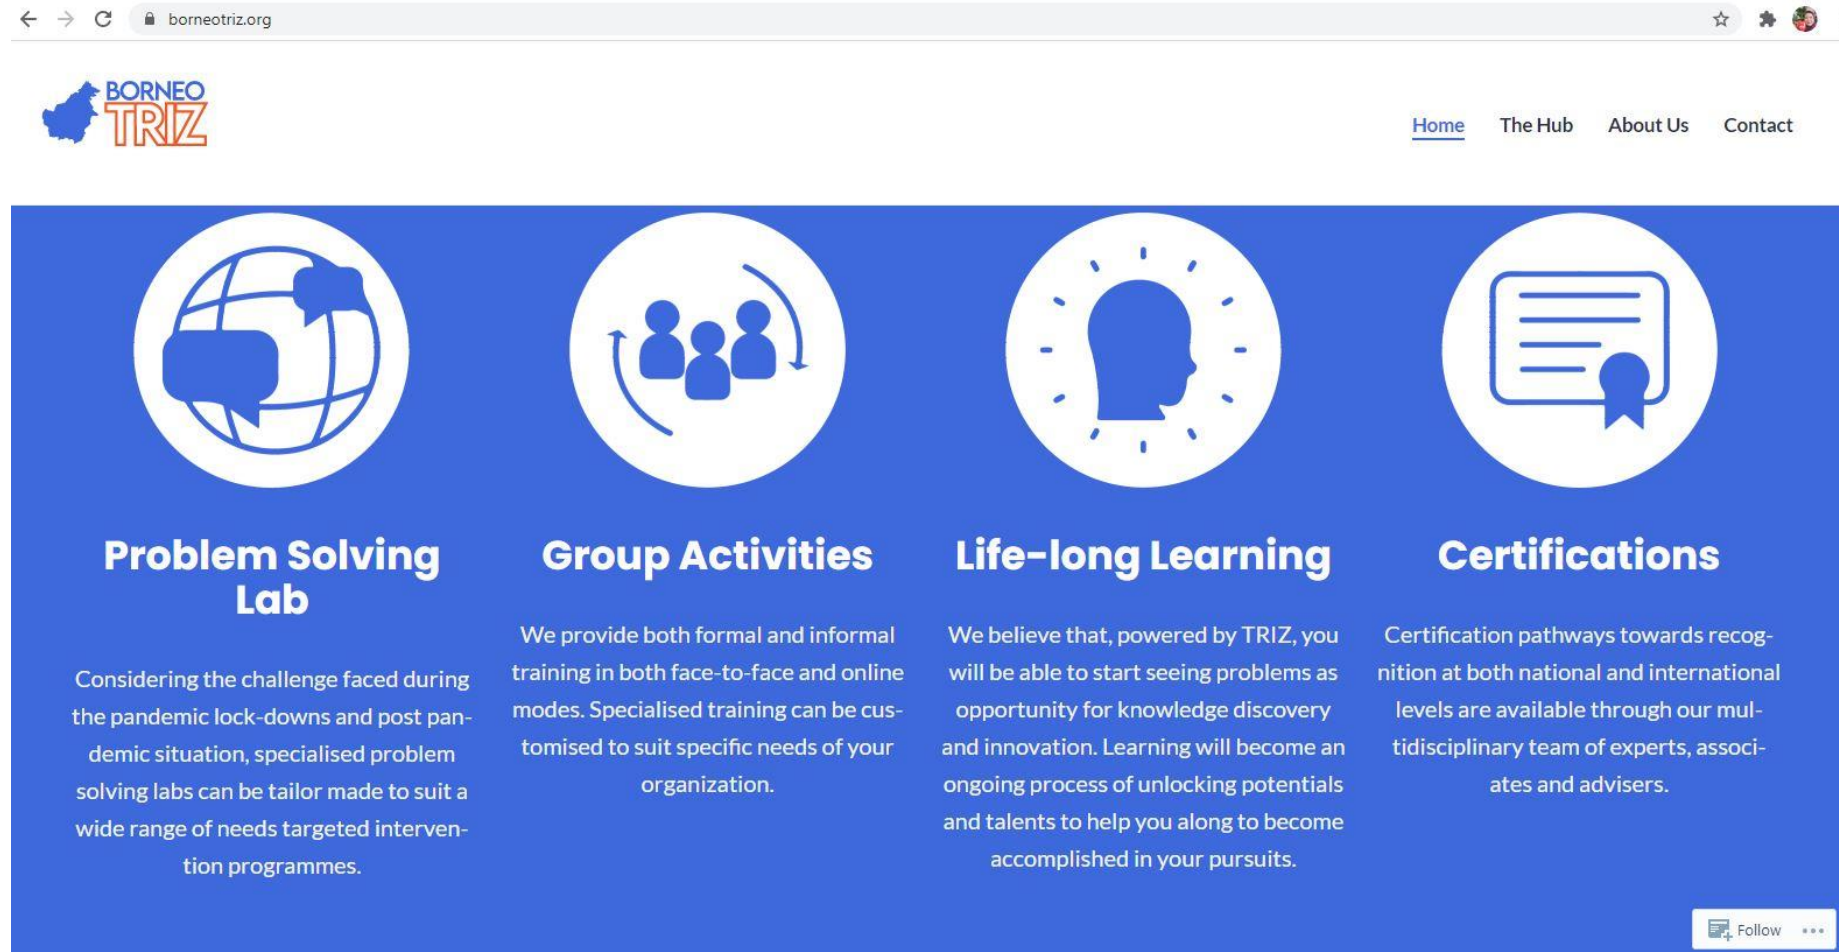 borneotriz.org
BORNEO
TRIZ
Home The Hub About Us Contact
Problem Solving
Lab
Considering the challenge faced during
the pandemic lock-downs and post pan-
demic situation, specialised problem
solving labs can be tailor made to suit a
wide range of needs targeted interven-
tion programmes.
Group Activities
We provide both formal and informal
training in both face-to-face and online
modes. Specialised training can be cus-
tomised to suit specific needs of your
organization.
Life-long Learning
We believe that, powered by TRIZ, you
will be able to start seeing problems as
opportunity for knowledge discovery
and innovation. Learning will become an
ongoing process of unlocking potentials
and talents to help you along to become
accomplished in your pursuits.
Certifications
Certification pathways towards recog-
nition at both national and international
levels are available through our mul-
tidisciplinary team of experts, associ-
ates and advisers.
Follow